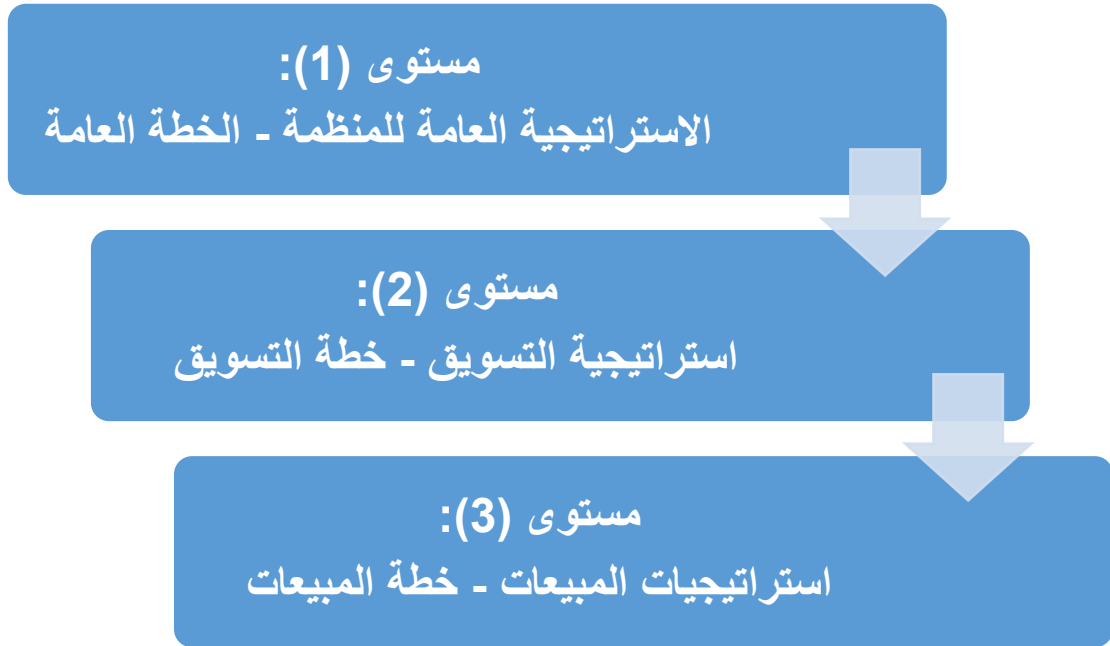 مستوى (1):
الاستراتيجية العامة للمنظمة - الخطة العامة
مستوى (2):
استراتيجية التسويق - خطة التسويق
مستوى (3):
استراتيجيات المبيعات - خطة المبيعات